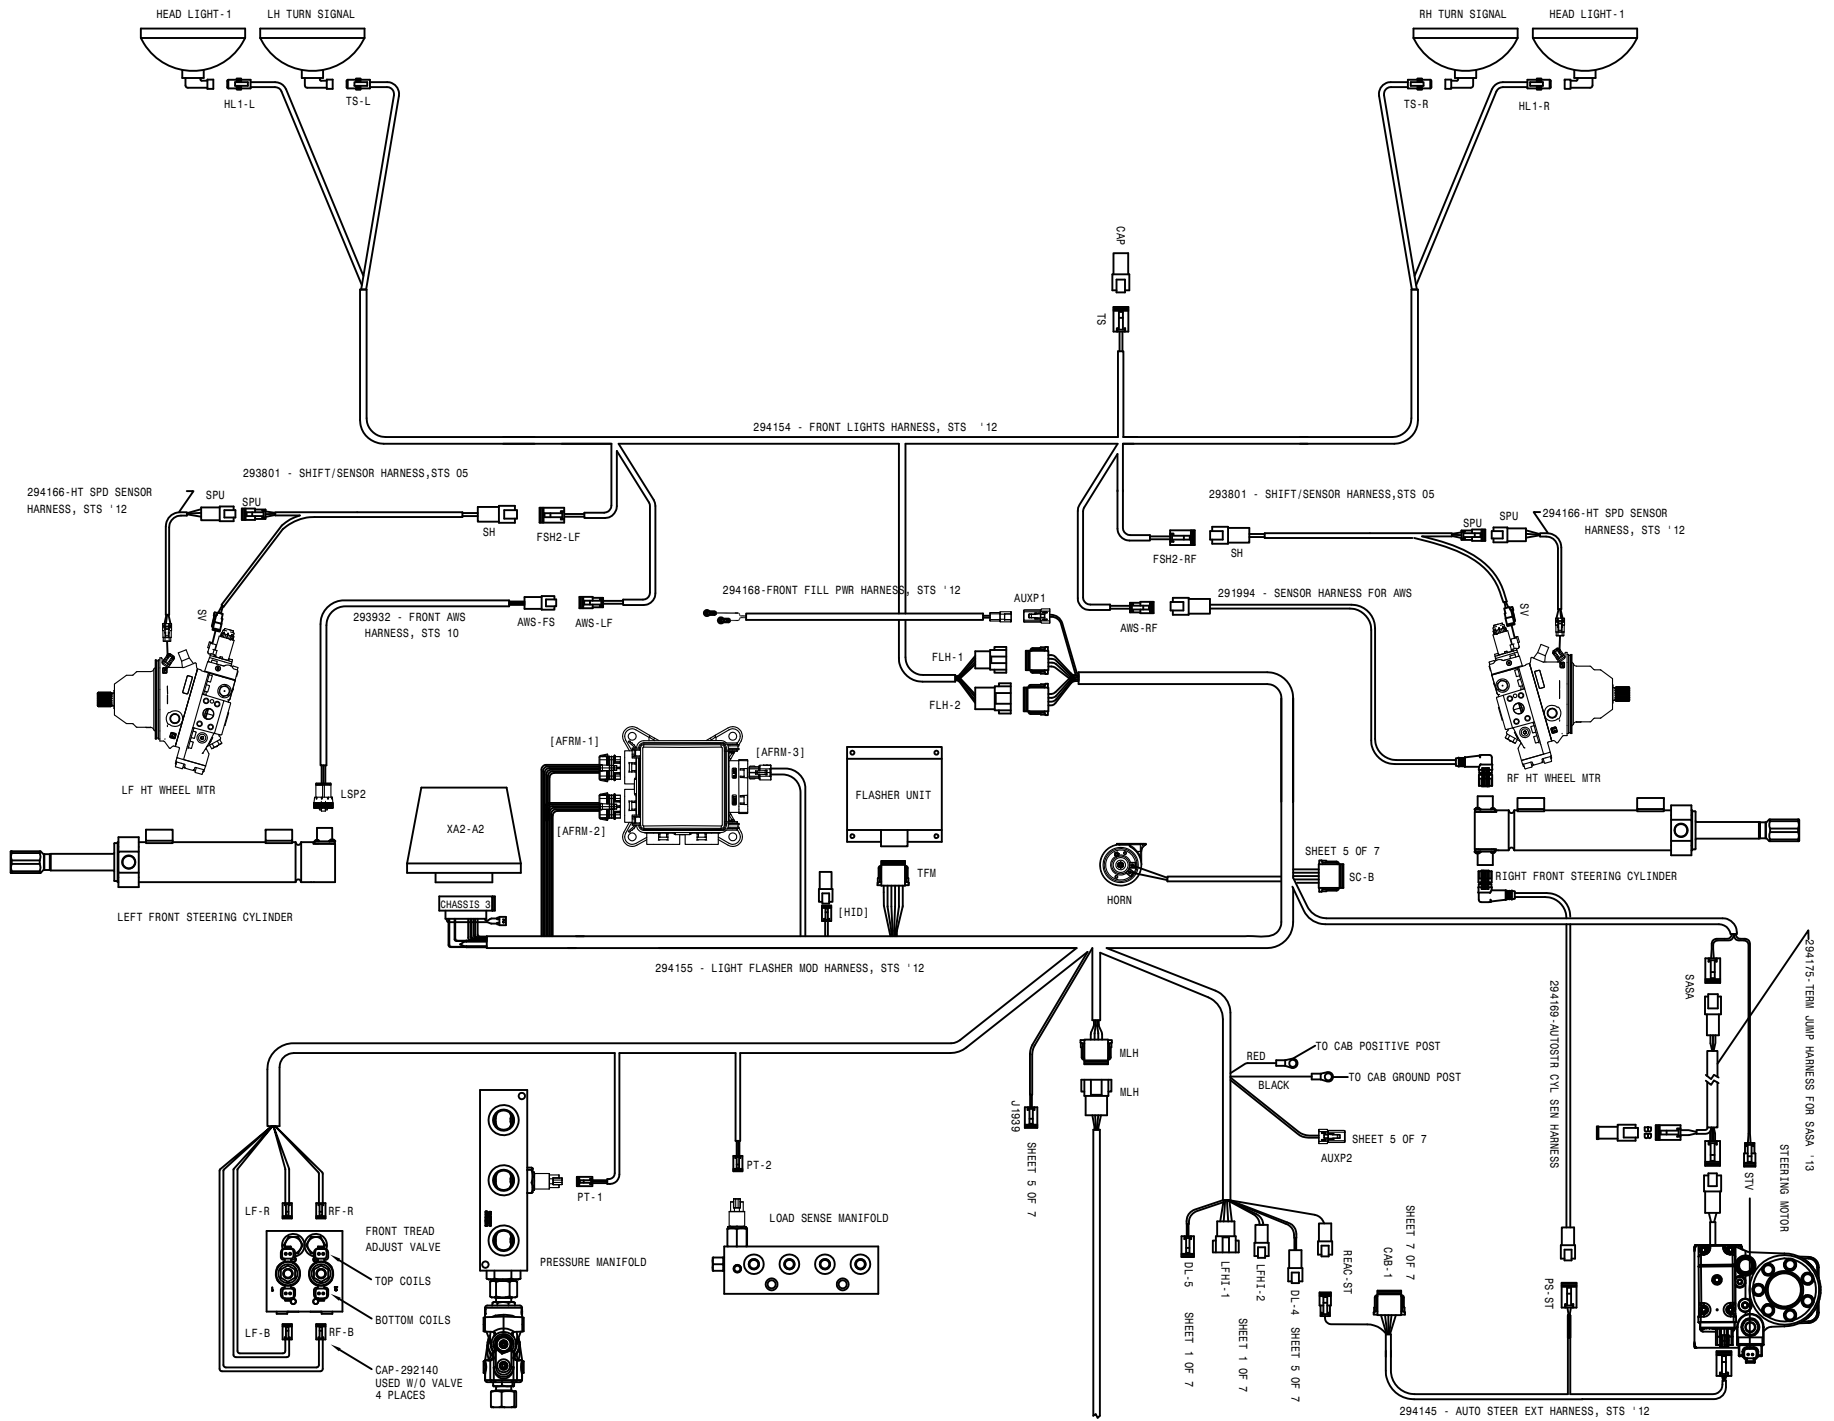 HEAD LIGHT-1
LH TURN SIGNAL
RH TURN SIGNAL
HEAD LIGHT-1
HL1-L
TS-L
TS-R
HL1-R
CAP
TS
294154 - FRONT LIGHTS HARNESS, STS '12
293801 - SHIFT/SENSOR HARNESS,STS 05
294166-HT SPD SENSOR
HARNESS, STS '12
SPU
SPU
SH
FSH2-LF
SV
293801 - SHIFT/SENSOR HARNESS,STS 05
294166-HT SPD SENSOR
HARNESS, STS '12
SPU
SPU
FSH2-RF
SH
SV
294168-FRONT FILL PWR HARNESS, STS '12
AUXP1
291994 - SENSOR HARNESS FOR AWS
293932 - FRONT AWS
HARNESS, STS 10
AWS-FS
AWS-LF
AWS-RF
FLH-1
FLH-2
[AFRM-1]
[AFRM-3]
[AFRM-2]
LF HT WHEEL MTR
LSP2
XA2-A2
FLASHER UNIT
RF HT WHEEL MTR
CHASSIS 3
TFM
[HID]
HORN
SHEET 5 OF 7
SC-B
RIGHT FRONT STEERING CYLINDER
LEFT FRONT STEERING CYLINDER
294155 - LIGHT FLASHER MOD HARNESS, STS '12
SASA
294175-TERM JUMP HARNESS FOR SASA '13
294169-AUTOSTR CYL SEN HARNESS
MLH
MLH
RED
TO CAB POSITIVE POST
BLACK
TO CAB GROUND POST
J1939
SHEET 5 OF 7
SHEET 5 OF 7
AUXP2
BB
STV
STEERING MOTOR
PT-2
PT-1
LF-R
RF-R
FRONT TREAD
ADJUST VALVE
TOP COILS
BOTTOM COILS
LF-B
RF-B
CAP-292140
USED W/O VALVE
4 PLACES
PRESSURE MANIFOLD
LOAD SENSE MANIFOLD
DL-5
SHEET 1 OF 7
LFHI-1
LFHI-2
SHEET 1 OF 7
DL-4
SHEET 5 OF 7
REAC-ST
CAB-1
SHEET 7 OF 7
PS-ST
294145 - AUTO STEER EXT HARNESS, STS '12